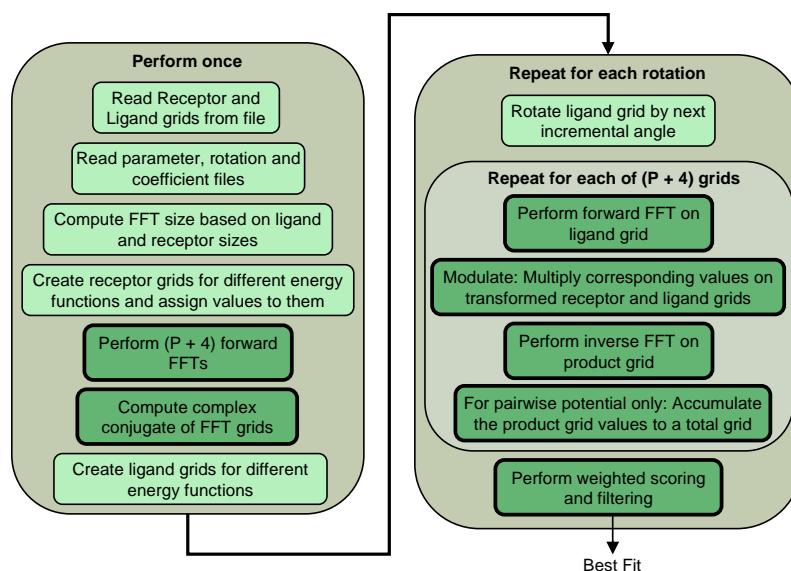 Perform once
Read Receptor and
Ligand grids from file
Read parameter, rotation and
coefficient files
Compute FFT size based on ligand
and receptor sizes
Create receptor grids for different energy
functions and assign values to them
Perform (P + 4) forward
FFTs
Compute complex
conjugate of FFT grids
Create ligand grids for different
energy functions
Repeat for each rotation
Rotate ligand grid by next
incremental angle
Repeat for each of (P + 4) grids
Perform forward FFT on
ligand grid
Modulate: Multiply corresponding values on
transformed receptor and ligand grids
Perform inverse FFT on
product grid
For pairwise potential only: Accumulate
the product grid values to a total grid
Perform weighted scoring
and filtering
Best Fit